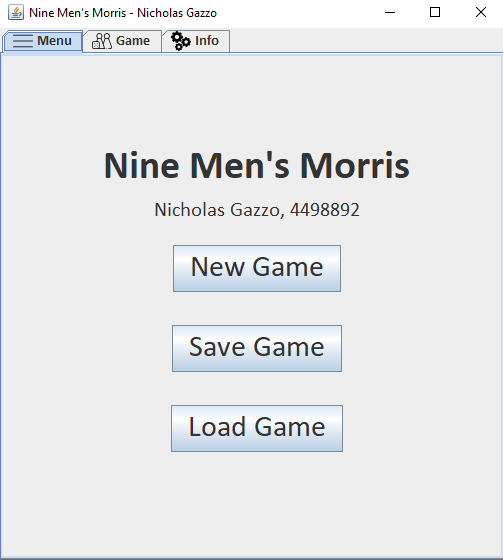 Nine Men's Morris - Nicholas Gazzo
Menu Game Info
Nine Men's Morris
Nicholas Gazzo, 4498892
New Game
Save Game
Load Game